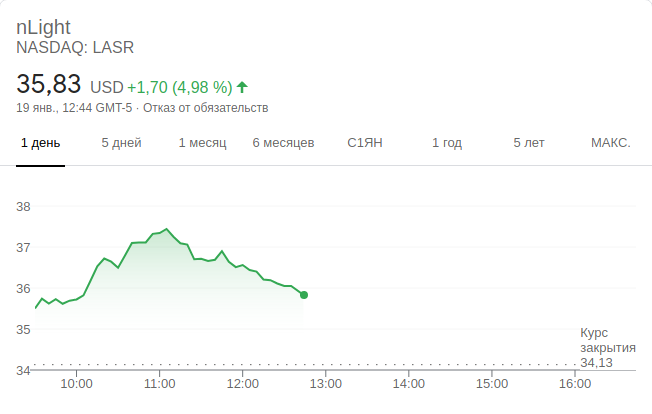 nLight
NASDAQ: LASR
35,83 USD +1,70 (4,98 %)
19 янв., 12:44 GMT-5 · Отказ от обязательств
1 день 5 дней 1 месяц 6 месяцев С1ЯН 1 год 5 лет МАКС.
38
37
36
35
Курс
закрытия
34,13
34
10:00 11:00 12:00 13:00 14:00 15:00 16:00